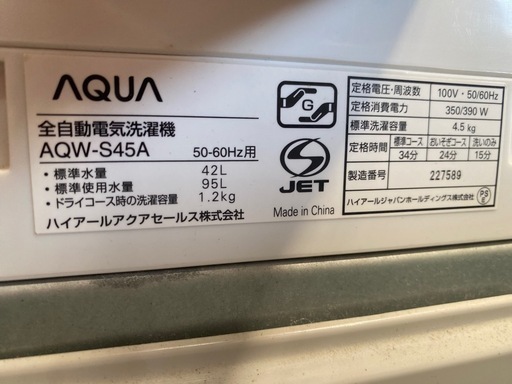 AQUA
全自動電気洗濯機
AQW-S45A 50-60Hz用
・標準水量 42L
・標準使用水量 95L
・ドライコース時の洗濯容量 1.2kg
ハイアールアクアセールス株式会社
G
S
JET
Made in China
定格電圧・周波数 100V・50/60Hz
定格消費電力 350/390 W
標準洗濯容量 4.5 kg
定格時間 標準コース おいそぎコース 洗いのみ
34分 24分 15分
製造番号 227589
ハイアールジャパンホールディングス株式会社
PS
E